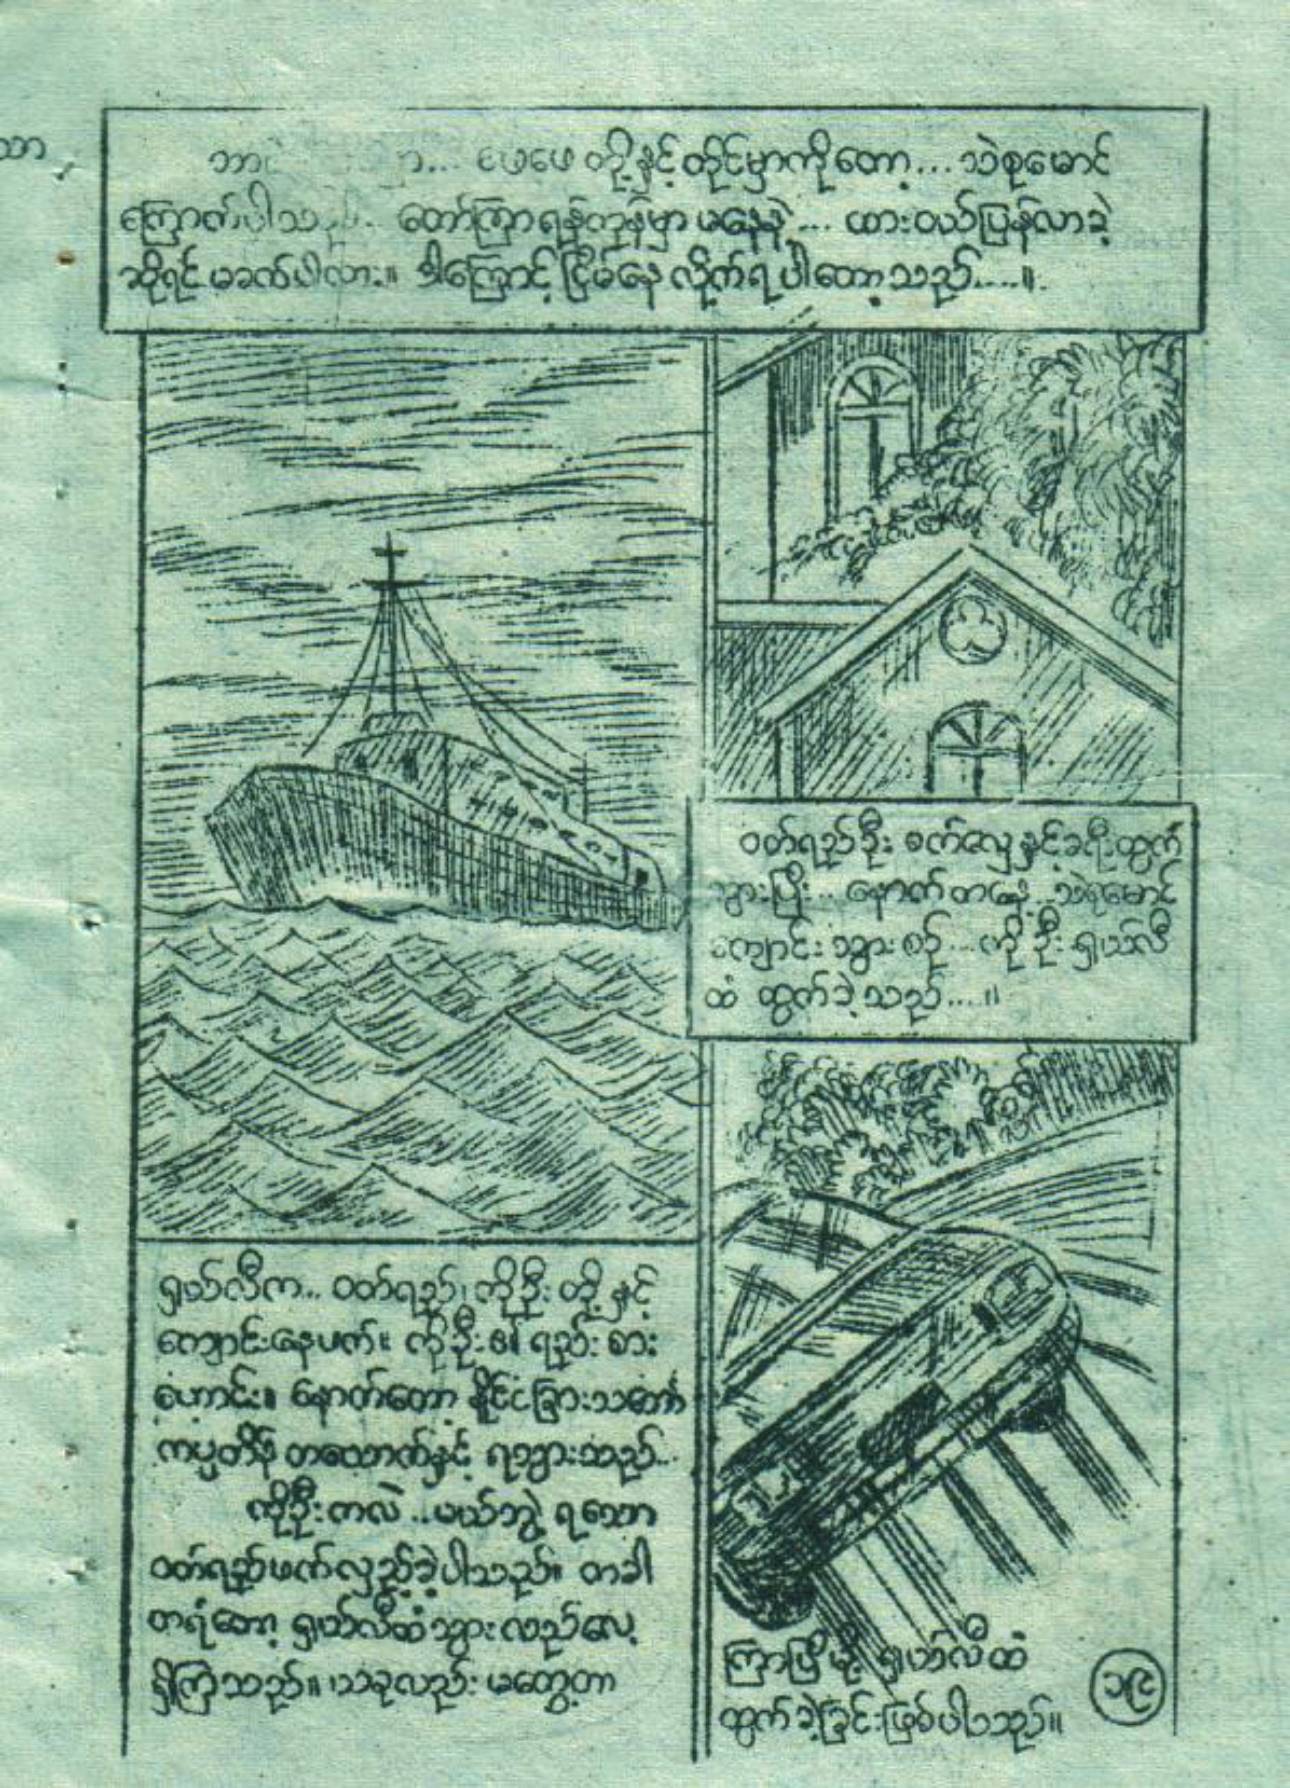 ဘာ ... ဖေဖေ တို့နှင့် တိုင်မှာကိုတော့... သဲစုမောင်
ကြောက်ပါသည်... တော်ကြာ ရန်ကုန်မှာ မနေနဲ့... ထားဝယ်ပြန်လာခဲ့
ဆိုရင် မခက်ပါလား။ ဒါကြောင့် ငြိမ်နေ လိုက်ရ ပါတော့သည်....။
ဝတ်ရည်ဦး စက်လှေနှင့်ခရီးထွက်
သွားပြီး... နောက် တနေ့...သဲစုမောင်
ကျောင်း သွားစဉ်... ကိုဦး ရှယ်လီ
ထံ ထွက်ခဲ့သည်....။
ရှယ်လီက.. ဝတ်ရည်၊ ကိုဦး တို့နှင့်
ကျောင်းနေဖက်။ ကိုဦး၏ ရည်းစား
ဟောင်း။ နောက်တော့ နိုင်ငံခြားသင်္ဘော
ကပ္ပတိန် တယောက်နှင့် ရသွားသည်..
ကိုဦးကလဲ ..မယ်ဘွဲ့ ရသော
ဝတ်ရည်ဖက်လှည့်ခဲ့ပါသည်။ တခါ
တရံတော့ ရှယ်လီထံသွားလည်လေ့
ရှိကြသည်။ ယခုလည်း မတွေ့တာ
ကြာပြီမို့ ရှယ်လီထံ
ထွက်ခဲ့ခြင်းဖြစ်ပါသည်။
၁၉